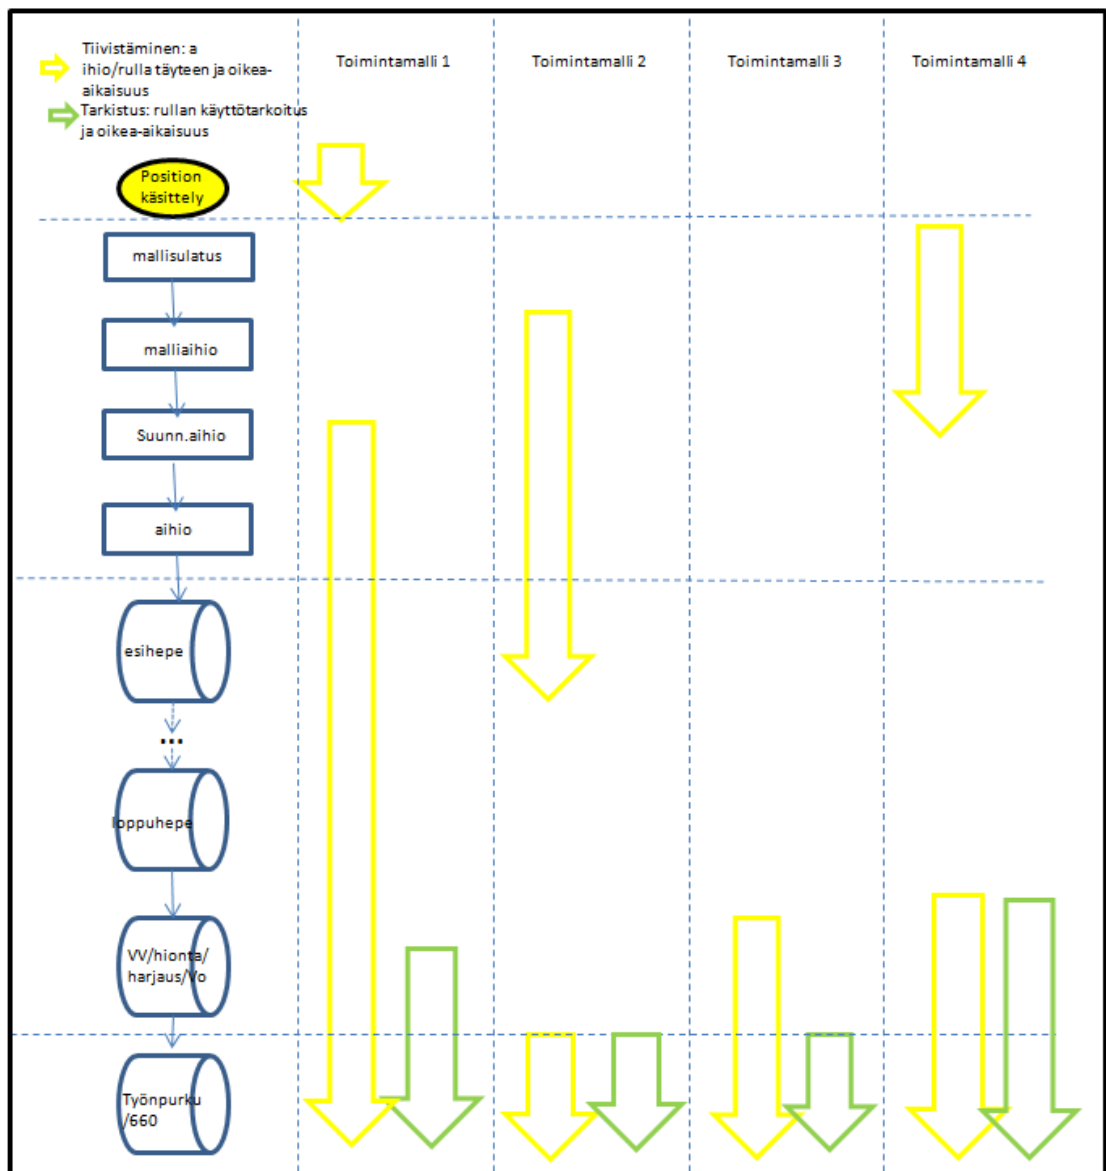 Tiivistäminen: a
ihio/rulla täyteen ja oikea-
aikaisuus
Tarkistus: rullan käyttötarkoitus
ja oikea-aikaisuus
Toimintamalli 1
Toimintamalli 2
Toimintamalli 3
Toimintamalli 4
Position
käsittely
mallisulatus
malliaihio
Suunn.aihio
aihio
esihepe
...
loppuhepe
VV/hionta/
harjaus/Vo
Työnpurku
/660